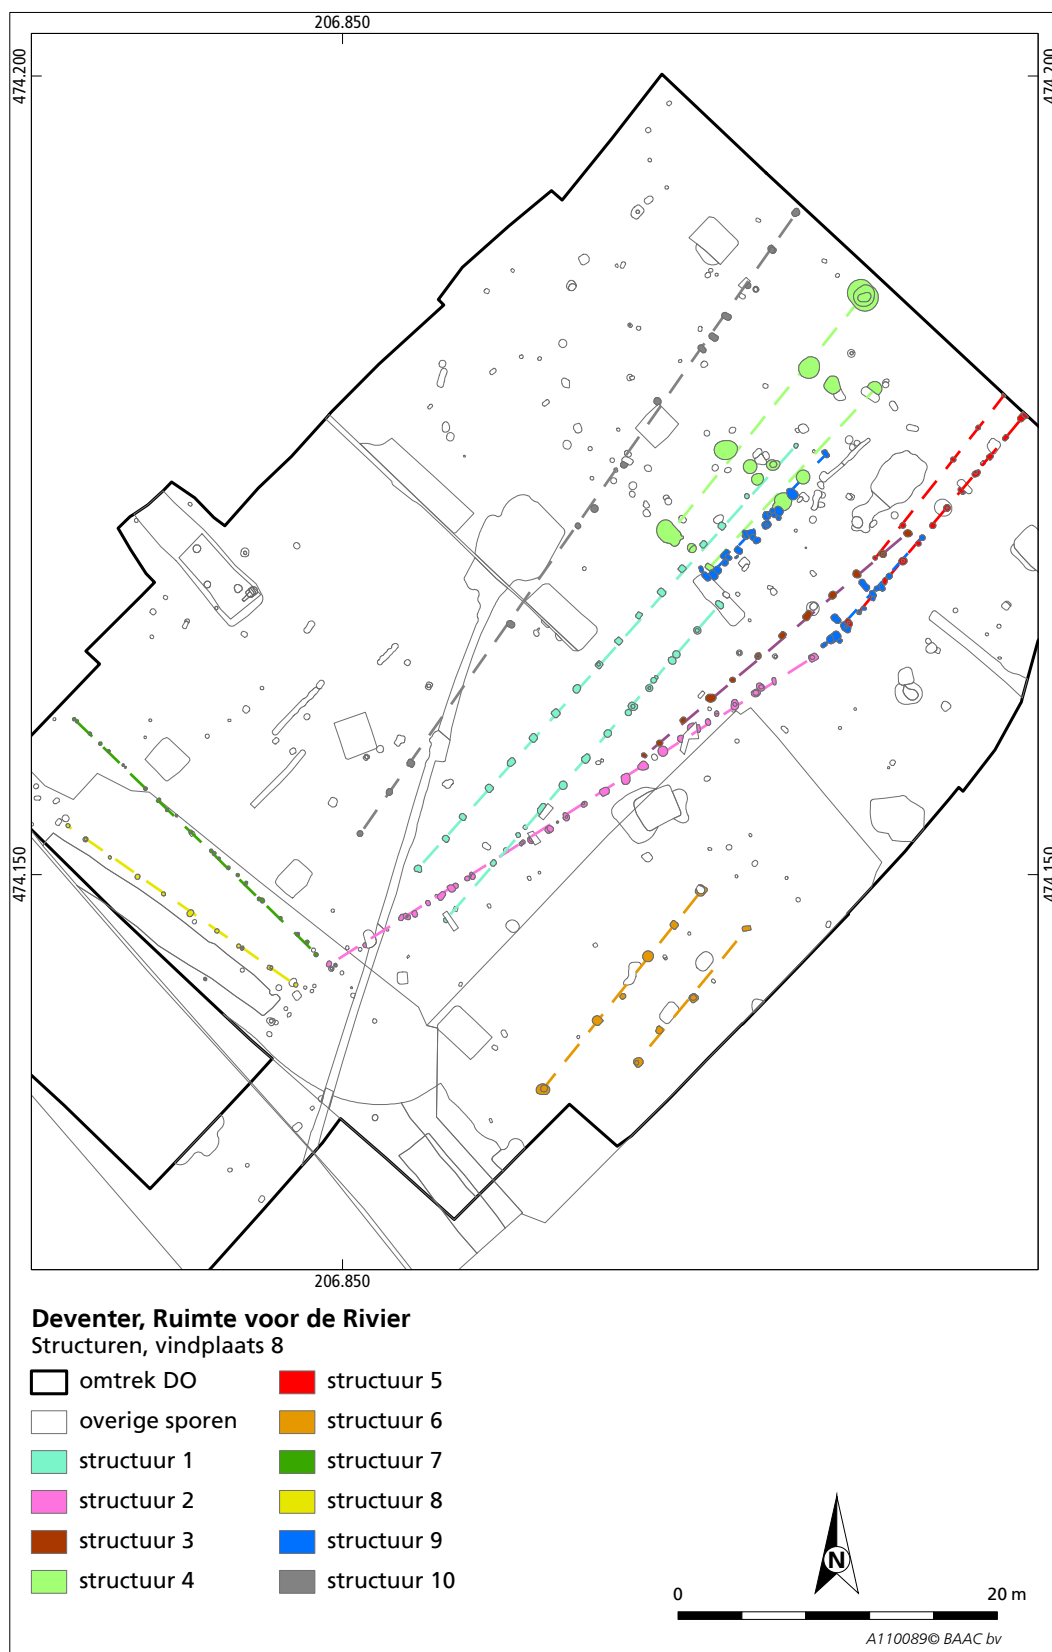 206.850
474.200
474.200
474.150
474.150
206.850
Deventer, Ruimte voor de Rivier
Structuren, vindplaats 8
omtrek DO
overige sporen
structuur 1
structuur 2
structuur 3
structuur 4
structuur 5
structuur 6
structuur 7
structuur 8
structuur 9
structuur 10
N
0 20 m
A110089© BAAC bv